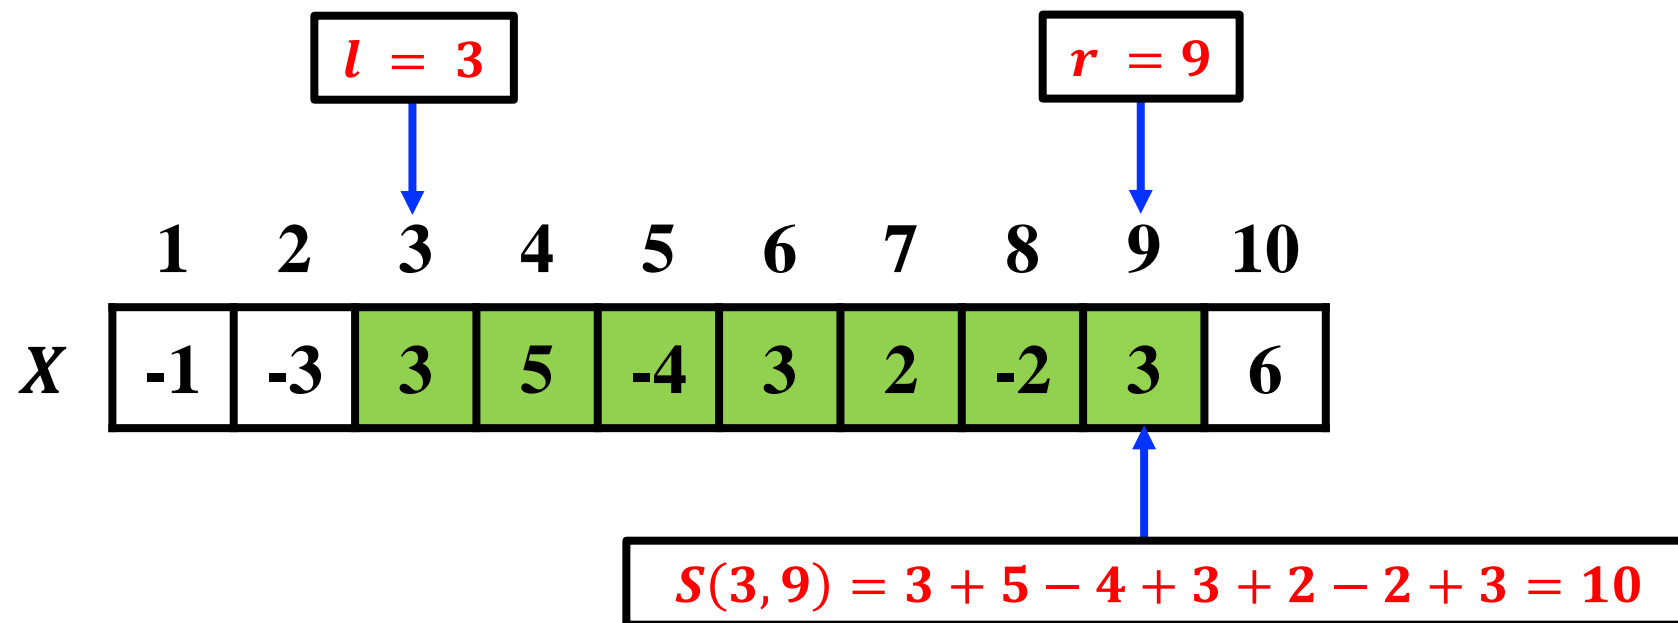 l = 3
r = 9
1 2 3 4 5 6 7 8 9 10
X -1 -3 3 5 -4 3 2 -2 3 6
S(3, 9) = 3 + 5 − 4 + 3 + 2 − 2 + 3 = 10